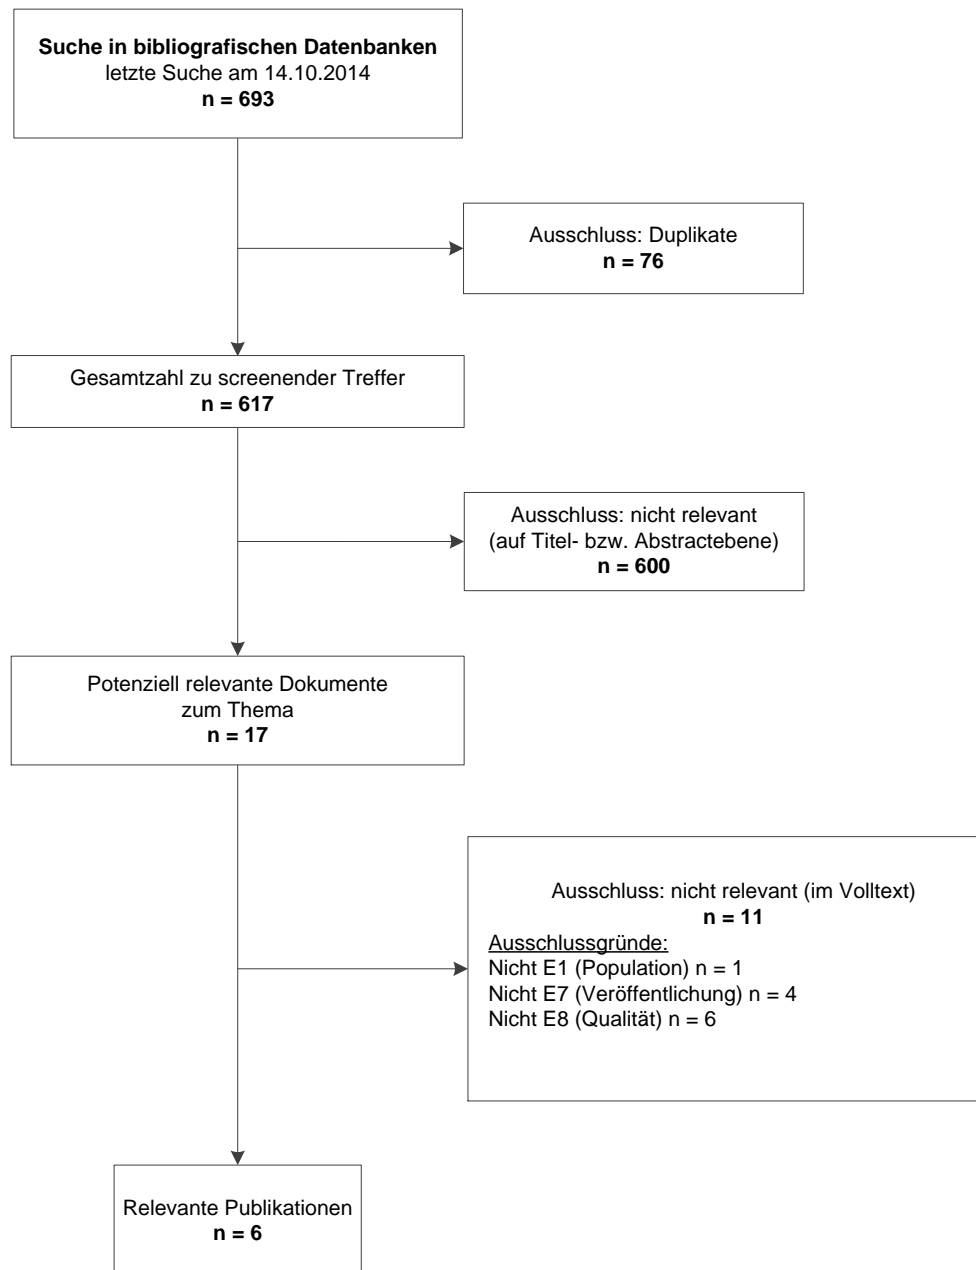 Suche in bibliografischen Datenbanken
letzte Suche am 14.10.2014
n = 693
Ausschluss: Duplikate
n = 76
Gesamtzahl zu screenender Treffer
n = 617
Ausschluss: nicht relevant
(auf Titel- bzw. Abstractebene)
n = 600
Potenziell relevante Dokumente
zum Thema
n = 17
Ausschluss: nicht relevant (im Volltext)
n = 11
Ausschlussgründe:
Nicht E1 (Population) n = 1
Nicht E7 (Veröffentlichung) n = 4
Nicht E8 (Qualität) n = 6
Relevante Publikationen
n = 6